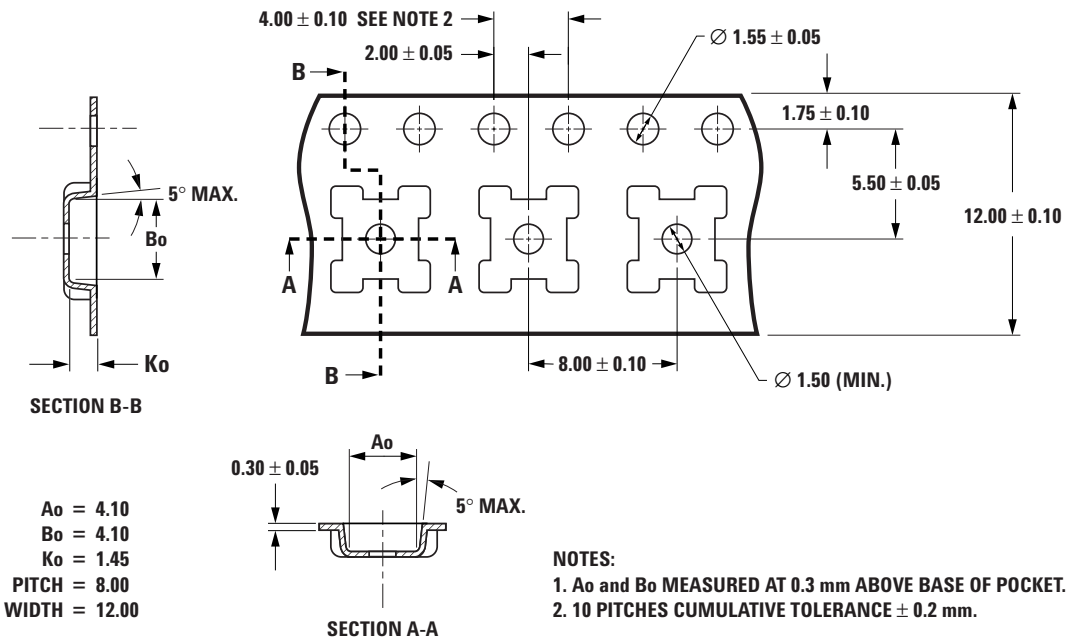 4.00 ± 0.10 SEE NOTE 2
2.00 ± 0.05
∅ 1.55 ± 0.05
B
1.75 ± 0.10
5.50 ± 0.05
12.00 ± 0.10
5° MAX.
Bo
A
A
Ko
B
8.00 ± 0.10
∅ 1.50 (MIN.)
SECTION B-B
Ao
0.30 ± 0.05
5° MAX.
Ao = 4.10
Bo = 4.10
Ko = 1.45
PITCH = 8.00
WIDTH = 12.00
SECTION A-A
NOTES:
1. Ao and Bo MEASURED AT 0.3 mm ABOVE BASE OF POCKET.
2. 10 PITCHES CUMULATIVE TOLERANCE ± 0.2 mm.